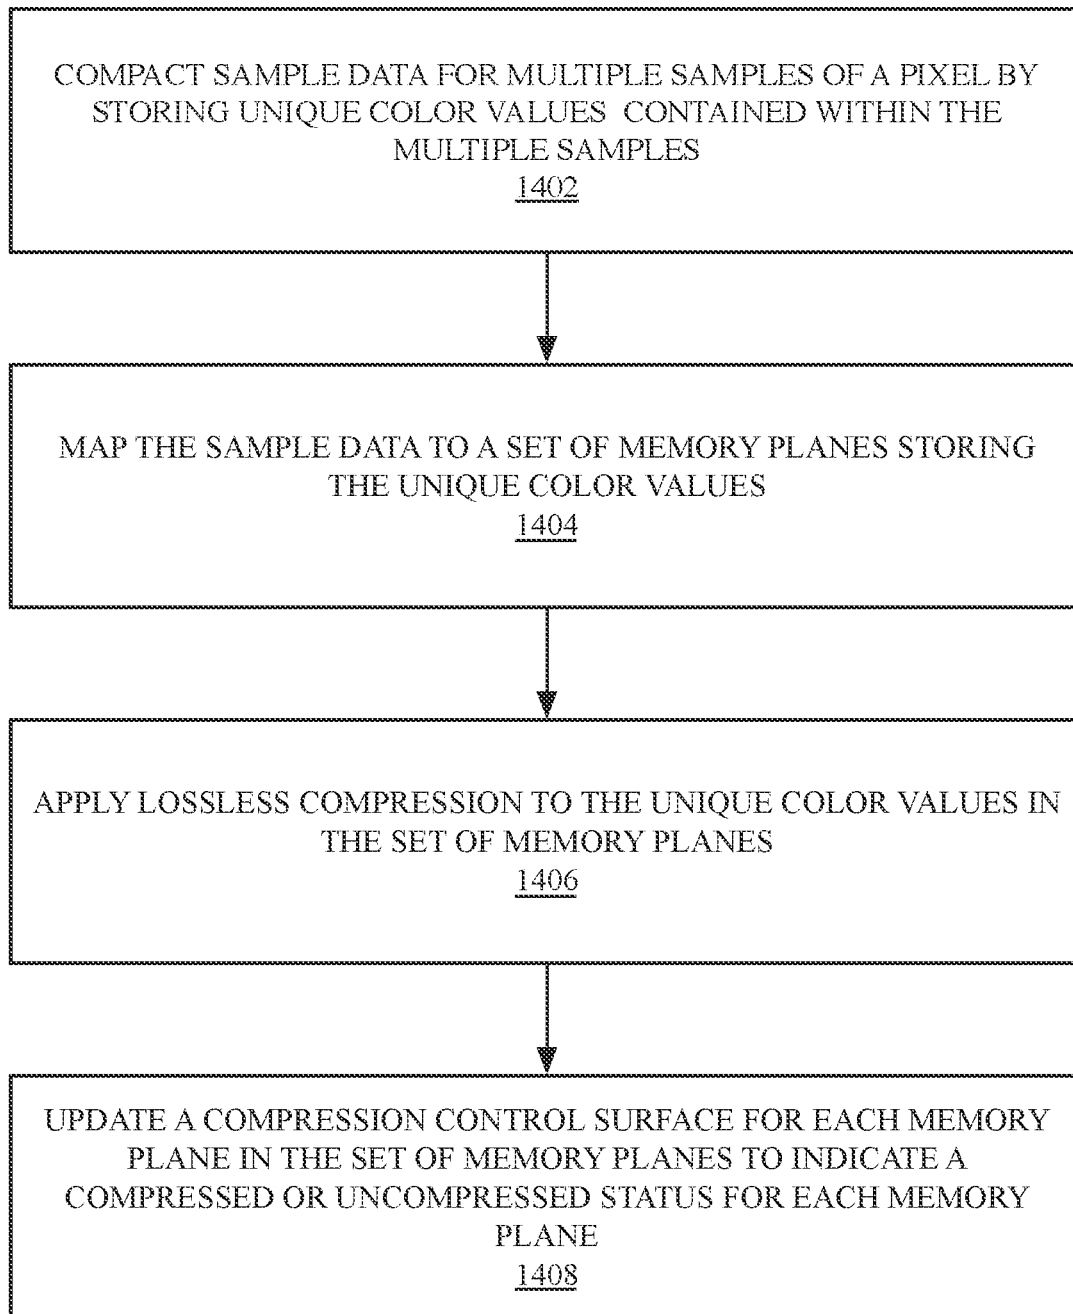 COMPACT SAMPLE DATA FOR MULTIPLE SAMPLES OF A PIXEL BY
STORING UNIQUE COLOR VALUES CONTAINED WITHIN THE
MULTIPLE SAMPLES
1402
MAP THE SAMPLE DATA TO A SET OF MEMORY PLANES STORING
THE UNIQUE COLOR VALUES
1404
APPLY LOSSLESS COMPRESSION TO THE UNIQUE COLOR VALUES IN
THE SET OF MEMORY PLANES
1406
UPDATE A COMPRESSION CONTROL SURFACE FOR EACH MEMORY
PLANE IN THE SET OF MEMORY PLANES TO INDICATE A
COMPRESSED OR UNCOMPRESSED STATUS FOR EACH MEMORY
PLANE
1408